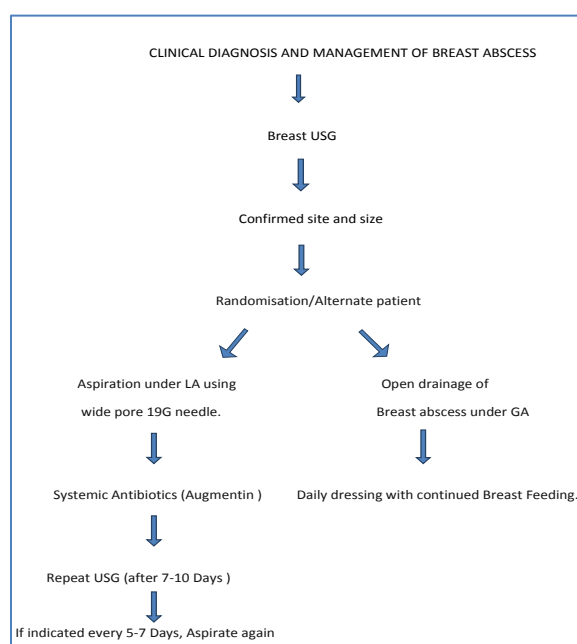 CLINICAL DIAGNOSIS AND MANAGEMENT OF BREAST ABSCESS
Breast USG
Confirmed site and size
Randomisation/Alternate patient
Aspiration under LA using
wide pore 19G needle.
Open drainage of
Breast abscess under GA
Systemic Antibiotics (Augmentin )
Daily dressing with continued Breast Feeding.
Repeat USG (after 7-10 Days )
If indicated every 5-7 Days, Aspirate again